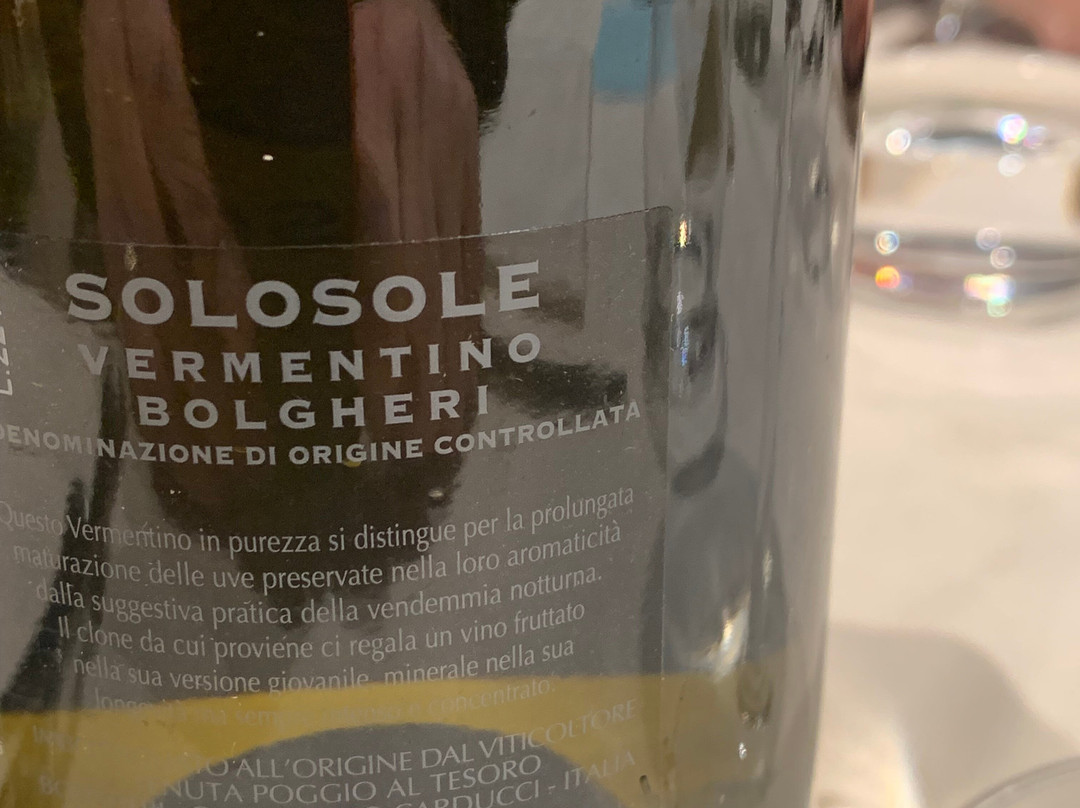 SOLOSOLE
VERMENTINO
BOLGHERI
DENOMINAZIONE DI ORIGINE CONTROLLATA
Questo Vermentino in purezza si distingue per la prolungata
maturazione delle uve preservate nella loro aromaticità
dalla suggestiva pratica della vendemmia notturna.
Il clone da cui proviene ci regala un vino fruttato
nella sua versione giovanile, minerale nella sua
concentrato.
ALL'ORIGINE DAL VITICOLTORE
POGGIO AL TESORO
CARDUCCI - ITALIA